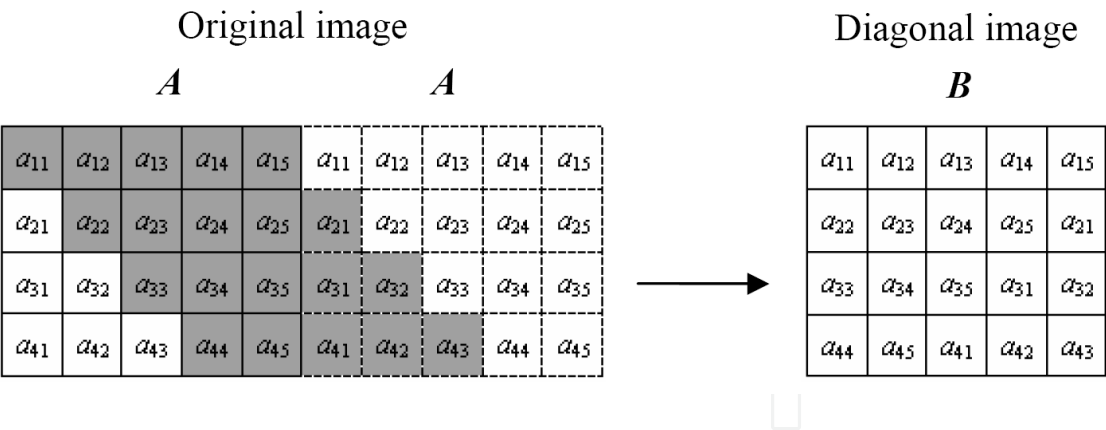 Original image Diagonal image
A A B
a11 a12 a13 a14 a15 a11 a12 a13 a14 a15 a11 a12 a13 a14 a15
a21 a22 a23 a24 a25 a21 a22 a23 a24 a25 a22 a23 a24 a25 a21
a31 a32 a33 a34 a35 a31 a32 a33 a34 a35 a33 a34 a35 a31 a32
a41 a42 a43 a44 a45 a41 a42 a43 a44 a45 a44 a45 a41 a42 a43